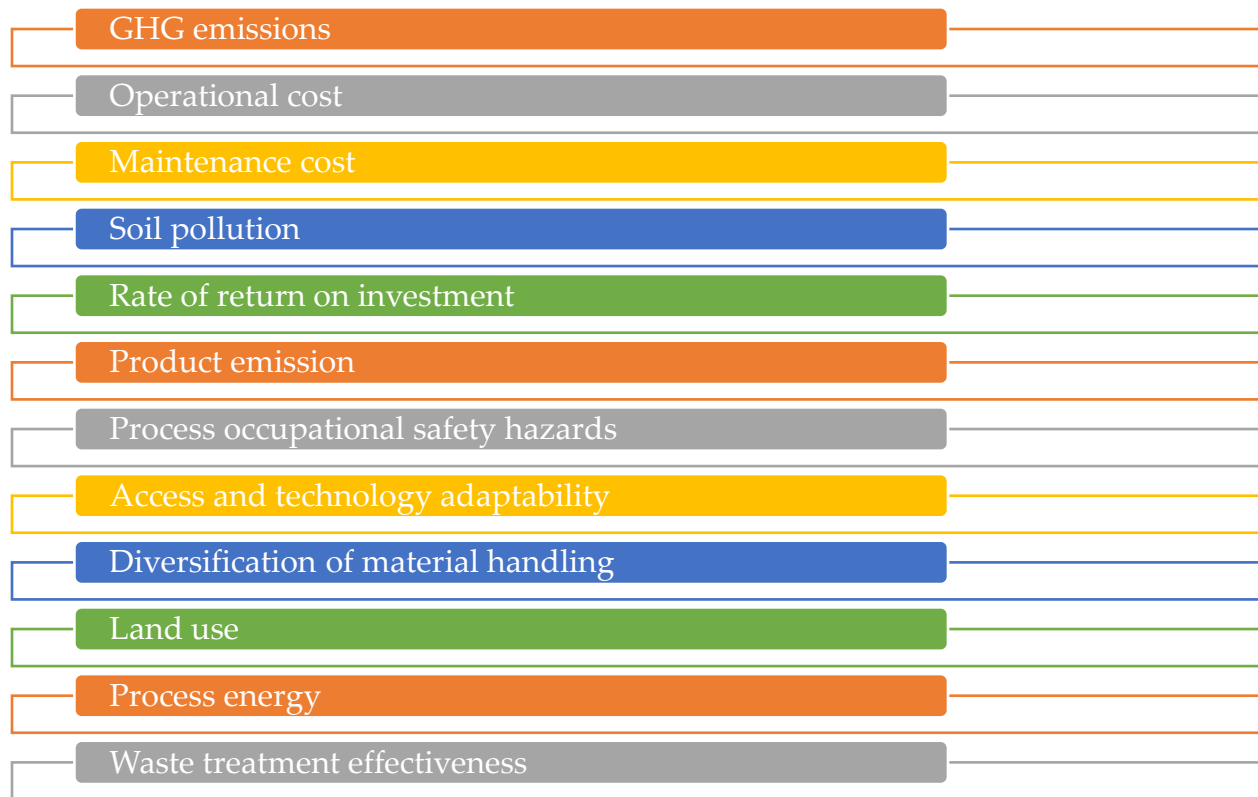 GHG emissions
Operational cost
Maintenance cost
Soil pollution
Rate of return on investment
Product emission
Process occupational safety hazards
Access and technology adaptability
Diversification of material handling
Land use
Process energy
Waste treatment effectiveness